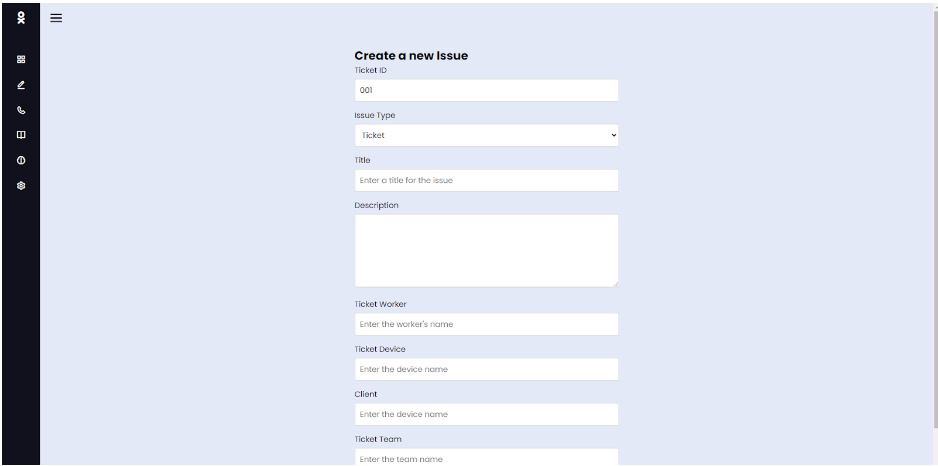 Create a new Issue
Ticket ID
001
Issue Type
Ticket
Title
Enter a title for the issue
Description
Ticket Worker
Enter the worker's name
Ticket Device
Enter the device name
Client
Enter the device name
Ticket Team
Enter the team name